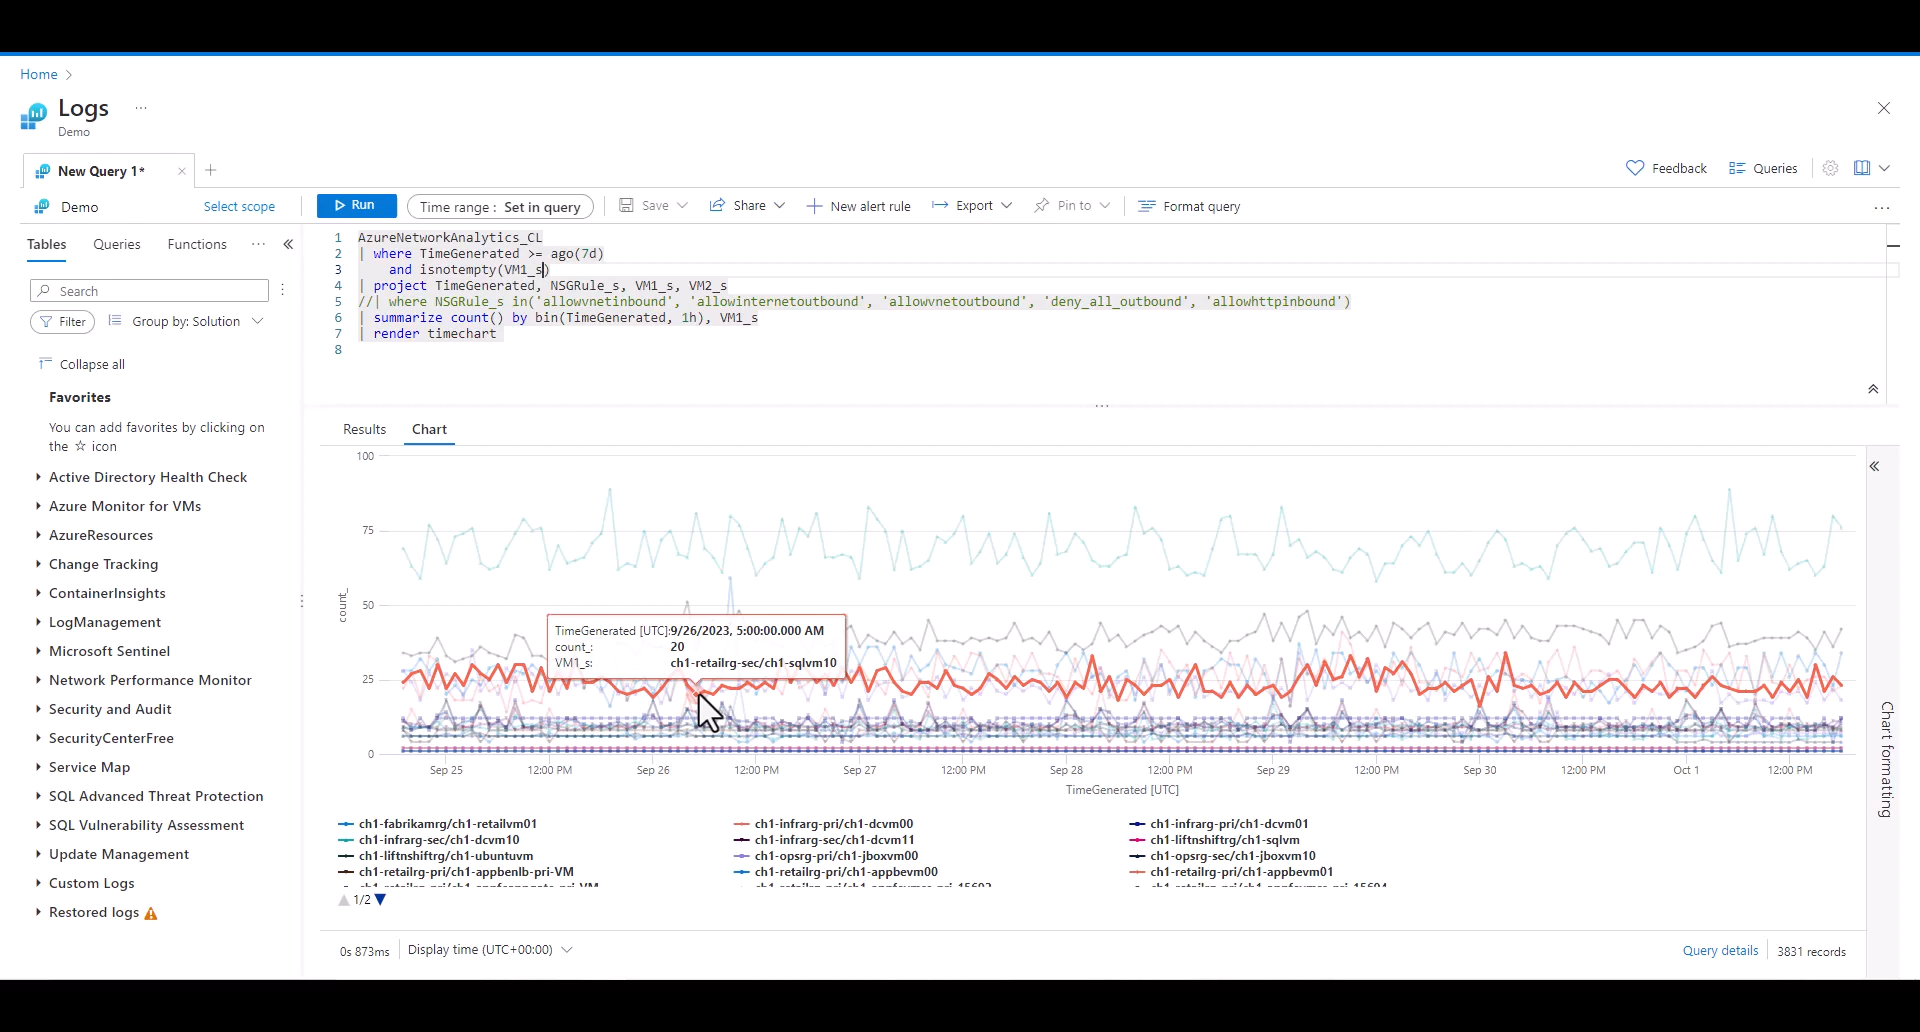 Home
Logs
Demo
New Query 1*
Feedback
Queries
Demo
Select scope
Run
Time range : Set in query
Save
Share
New alert rule
Export
Pin to
Format query
Tables
Queries
Functions
Search
Filter
Group by: Solution
Collapse all
Favorites
You can add favorites by clicking on
the ☆ icon
Active Directory Health Check
Azure Monitor for VMs
AzureResources
Change Tracking
ContainerInsights
LogManagement
Microsoft Sentinel
Network Performance Monitor
Security and Audit
SecurityCenterFree
Service Map
SQL Advanced Threat Protection
SQL Vulnerability Assessment
Update Management
Custom Logs
Restored logs
1 AzureNetworkAnalytics_CL
2 | where TimeGenerated >= ago(7d)
3 and isnotempty(VM1_s)
4 | project TimeGenerated, NSGRule_s, VM1_s, VM2_s
5 //| where NSGRule_s in('allowvnetinbound', 'allowinternetoutbound', 'allowvnetoutbound', 'deny_all_outbound', 'allowhttpinbound')
6 | summarize count() by bin(TimeGenerated, 1h), VM1_s
7 | render timechart
8
Results
Chart
100
75
50
25
0
count_
TimeGenerated [UTC]:9/26/2023, 5:00:00.000 AM
count_: 20
VM1_s: ch1-retailrg-sec/ch1-sqlvm10
Sep 25 12:00 PM Sep 26 12:00 PM Sep 27 12:00 PM Sep 28 12:00 PM Sep 29 12:00 PM Sep 30 12:00 PM Oct 1 12:00 PM
TimeGenerated [UTC]
ch1-fabrikamrg/ch1-retailvm01 ch1-infrarg-pri/ch1-dcvm00 ch1-infrarg-pri/ch1-dcvm01
ch1-infrarg-sec/ch1-dcvm10 ch1-infrarg-sec/ch1-dcvm11 ch1-liftnshiftrg/ch1-sqlvm
ch1-liftnshiftrg/ch1-ubuntuvm ch1-opsrg-pri/ch1-jboxvm00 ch1-opsrg-sec/ch1-jboxvm10
ch1-retailrg-pri/ch1-appbenlb-pri-VM ch1-retailrg-pri/ch1-appbevm00 ch1-retailrg-pri/ch1-appbevm01
1/2
Chart formatting
0s 873ms
Display time (UTC+00:00)
Query details
3831 records